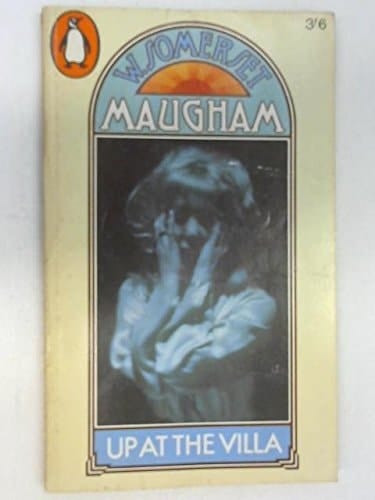 3/6
W. SOMERSET
MAUGHAM
UP AT THE VILLA